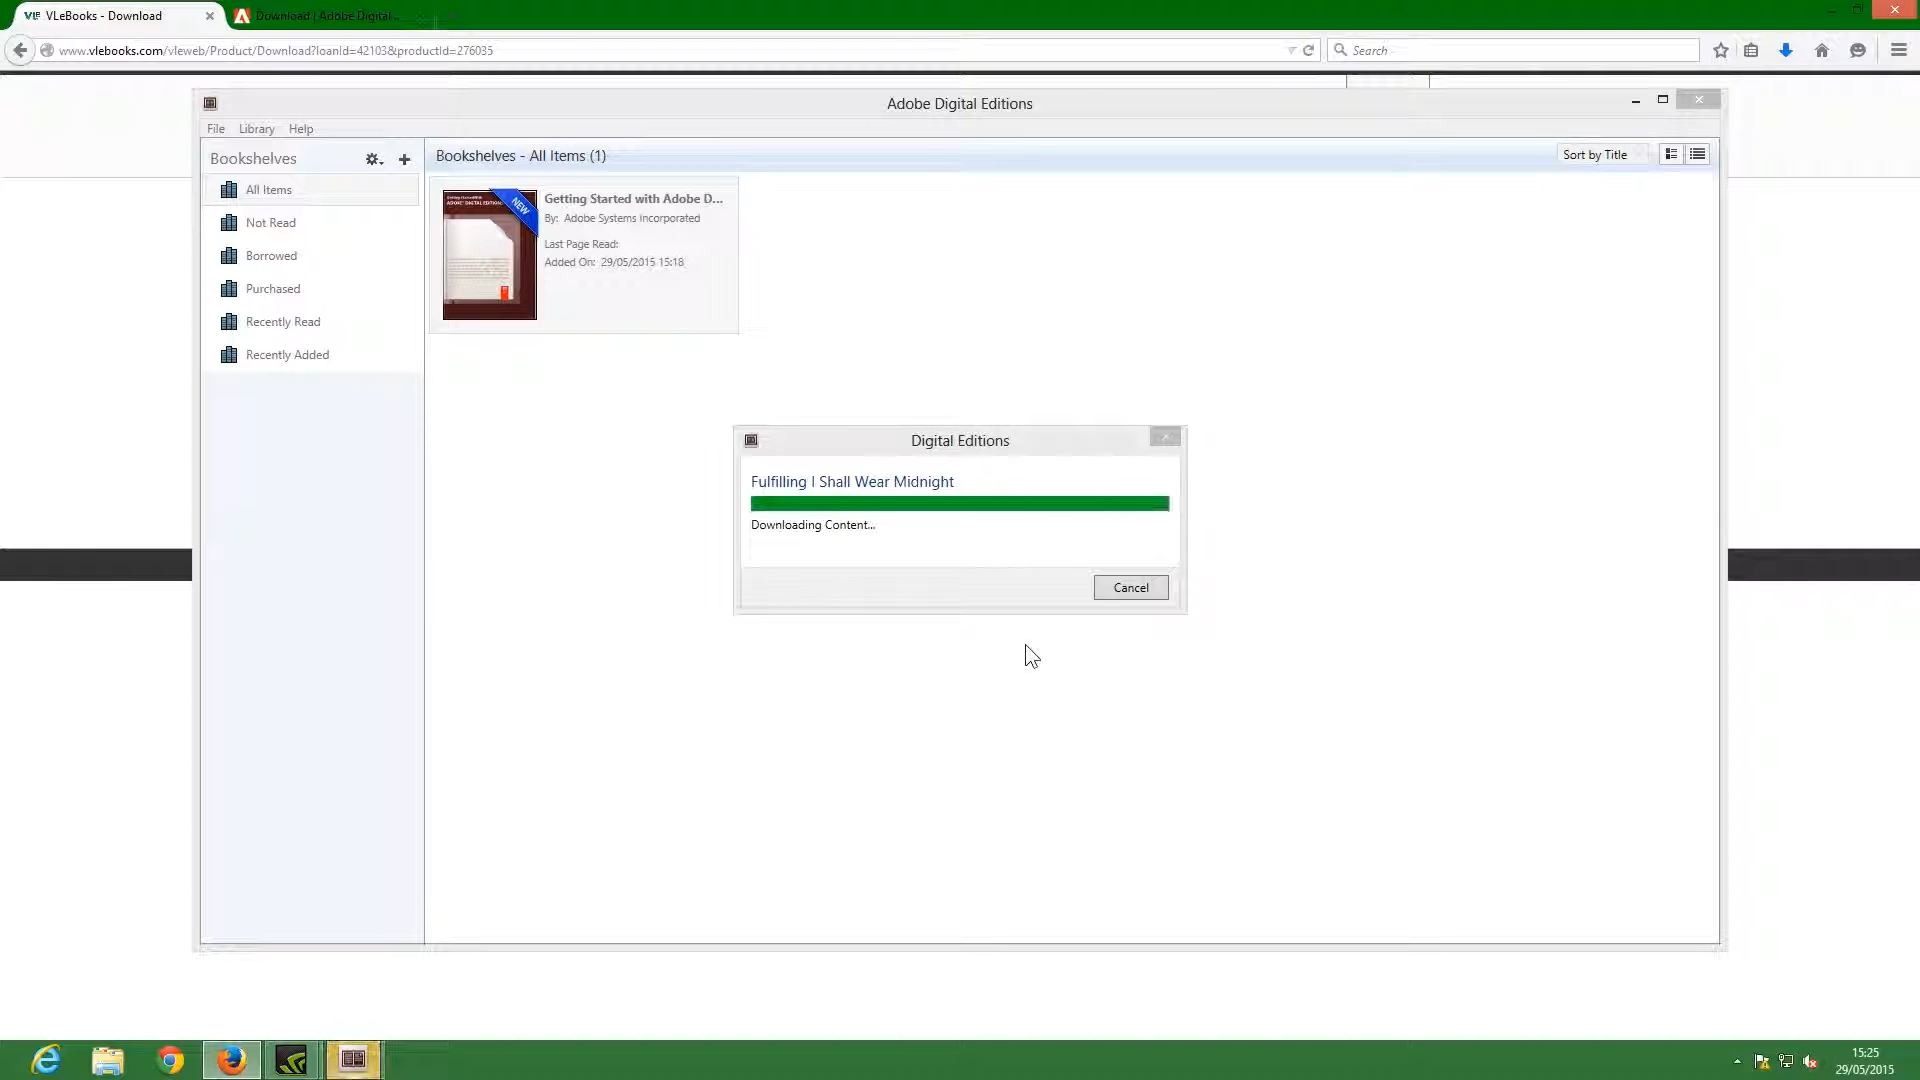 VLeBooks - Download
Download | Adobe Digital ...
www.vlebooks.com/vleweb/Product/Download?loanId=42103&productId=276035
Search
Adobe Digital Editions
File Library Help
Bookshelves
Bookshelves - All Items (1)
Sort by Title
All Items
Not Read
Borrowed
Purchased
Recently Read
Recently Added
ADOBE® DIGITAL EDITIONS
NEW
Getting Started with Adobe D...
By: Adobe Systems Incorporated
Last Page Read:
Added On: 29/05/2015 15:18
Digital Editions
Fulfilling I Shall Wear Midnight
Downloading Content...
Cancel
15:25
29/05/2015